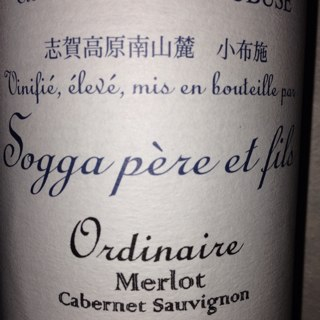 志賀高原南山麓 小布施
Vinifié, élevé, mis en bouteille par
Sogga père et fils
Ordinaire
Merlot
Cabernet Sauvignon